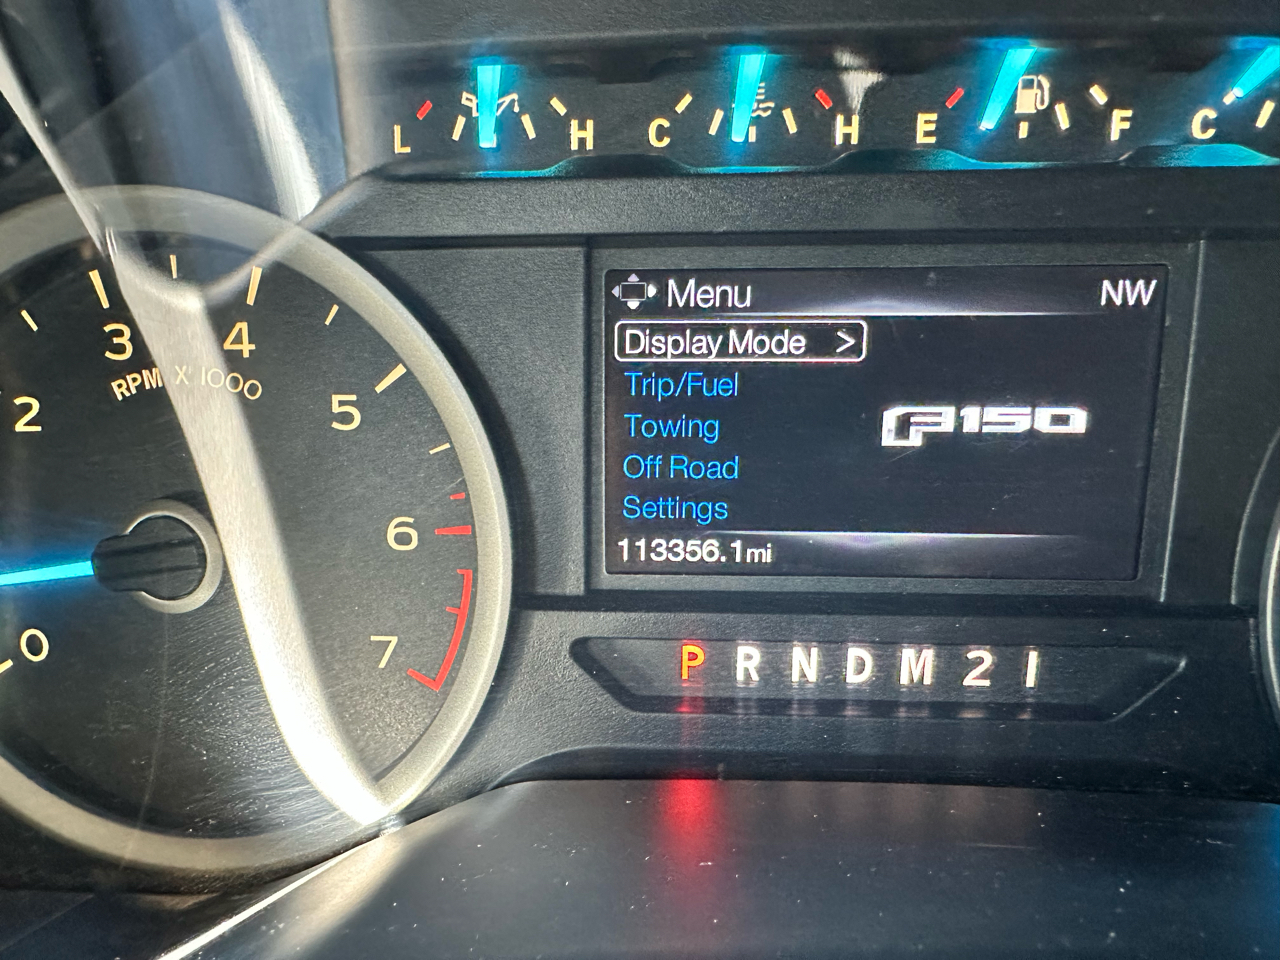 L H C H E F C
Menu NW
Display Mode >
Trip/Fuel
Towing
F150
Off Road
Settings
113356.1mi
2 3 4 5 6 7 0
RPM X 1000
P R N D M 2 1